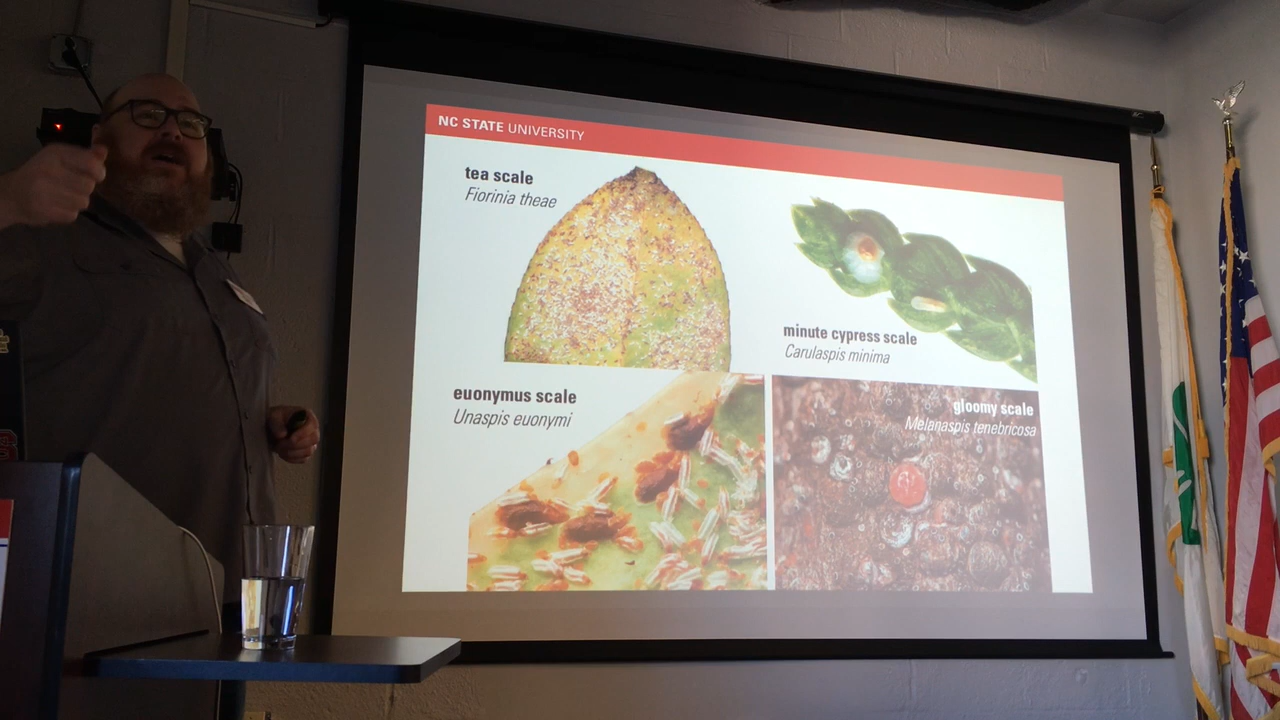 NC STATE UNIVERSITY
tea scale
Fiorinia theae
minute cypress scale
Carulaspis minima
euonymus scale
Unaspis euonymi
gloomy scale
Melanaspis tenebricosa